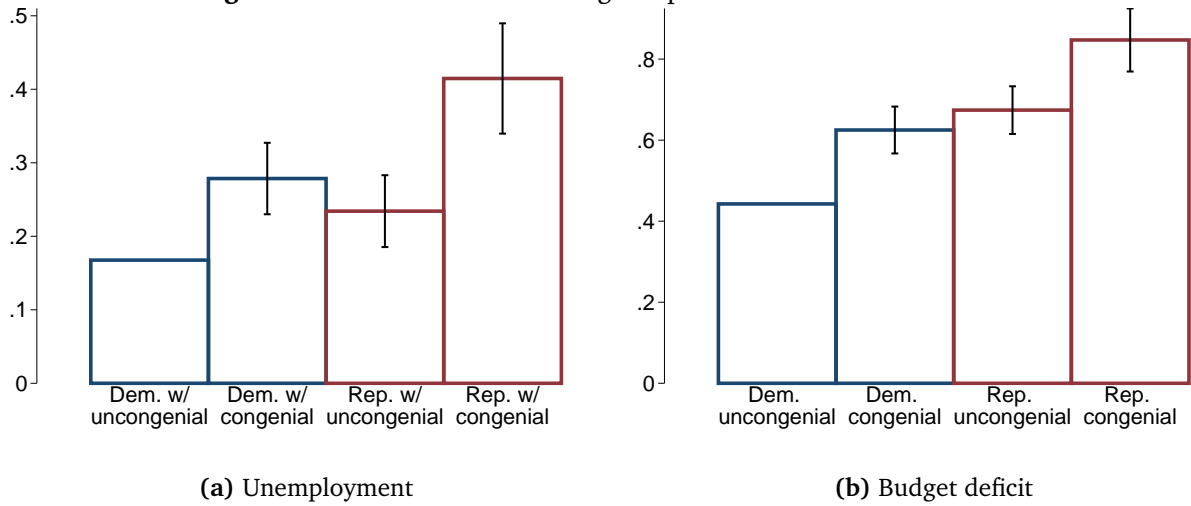 .5
.4
.3
.2
.1
0
Dem. w/ uncongenial
Dem. w/ congenial
Rep. w/ uncongenial
Rep. w/ congenial
(a) Unemployment
.8
.6
.4
.2
0
Dem. uncongenial
Dem. congenial
Rep. uncongenial
Rep. congenial
(b) Budget deficit